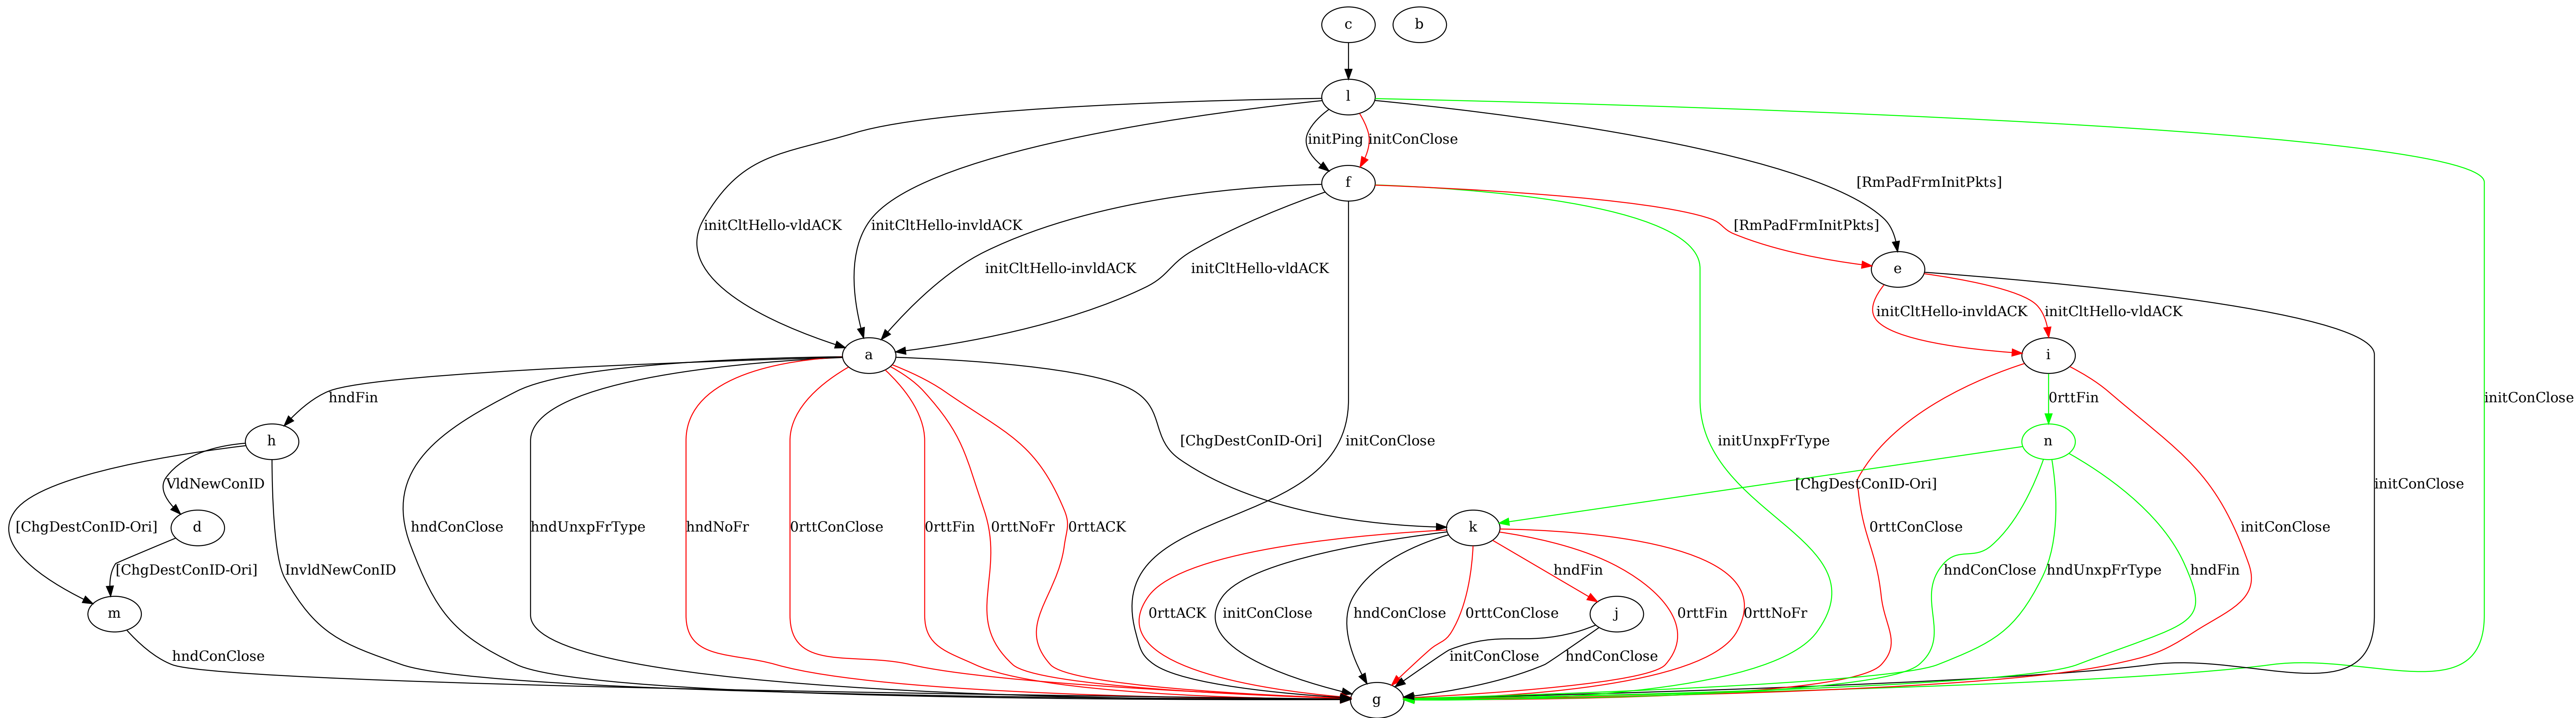 c
b
l
initPing
initConClose
f
[RmPadFrmInitPkts]
initCltHello-vldACK
initCltHello-invldACK
[RmPadFrmInitPkts]
initCltHello-invldACK
initCltHello-vldACK
e
initCltHello-invldACK
initCltHello-vldACK
a
i
hndFin
0rttFin
initConClose
h
[ChgDestConID-Ori]
initConClose
initUnxpFrType
n
VldNewConID
[ChgDestConID-Ori]
initConClose
[ChgDestConID-Ori]
d
hndConClose
hndUnxpFrType
hndNoFr
0rttConClose
0rttFin
0rttNoFr
0rttACK
k
0rttConClose
initConClose
[ChgDestConID-Ori]
InvldNewConID
hndFin
hndConClose
hndUnxpFrType
hndFin
m
0rttACK
initConClose
hndConClose
0rttConClose
j
0rttFin
0rttNoFr
hndConClose
initConClose
hndConClose
g